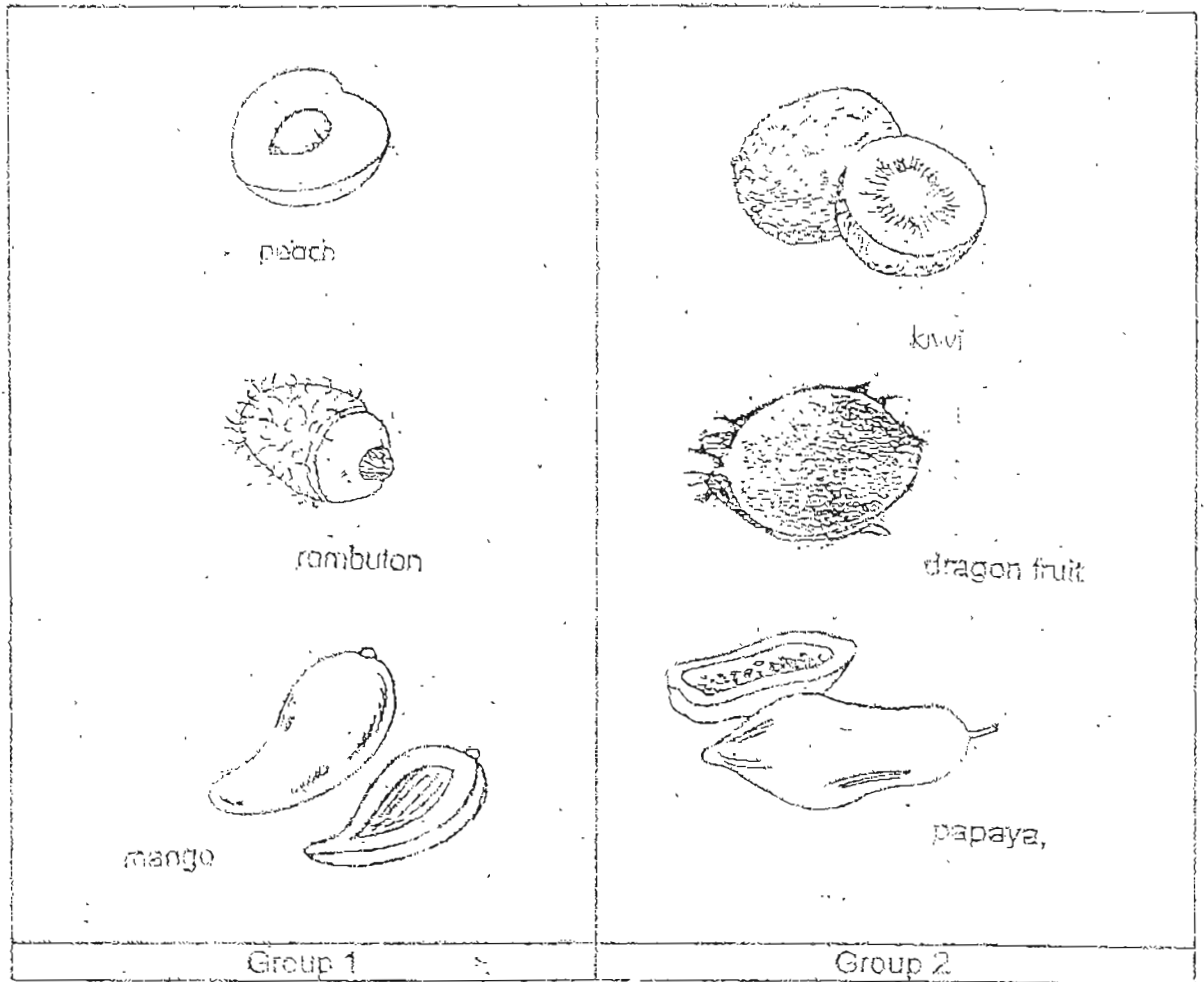 peach
kiwi
rambutan
dragon fruit
mango
papaya,
Group 1
Group 2